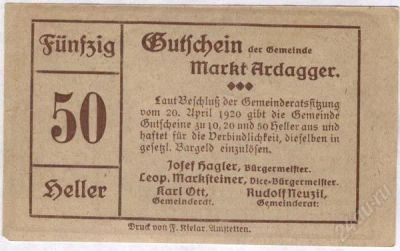 Fünfzig
50
Heller
Gutschein der Gemeinde
Markt Ardagger.
Laut Beschluß der Gemeinderatsitzung
vom 20. April 1920 gibt die Gemeinde
Gutscheine zu 10, 20 und 50 Heller aus und
haftet für die Verbindlichkeit, dieselben in
gesetzl. Bargeld einzulösen.
Josef Hagler, Bürgermeister.
Leop. Marksteiner, Vice-Bürgermeister.
Karl Ott, Rudolf Neuzil,
Gemeinderat. Gemeinderat.
Druck von F. Kielar, Amstetten.